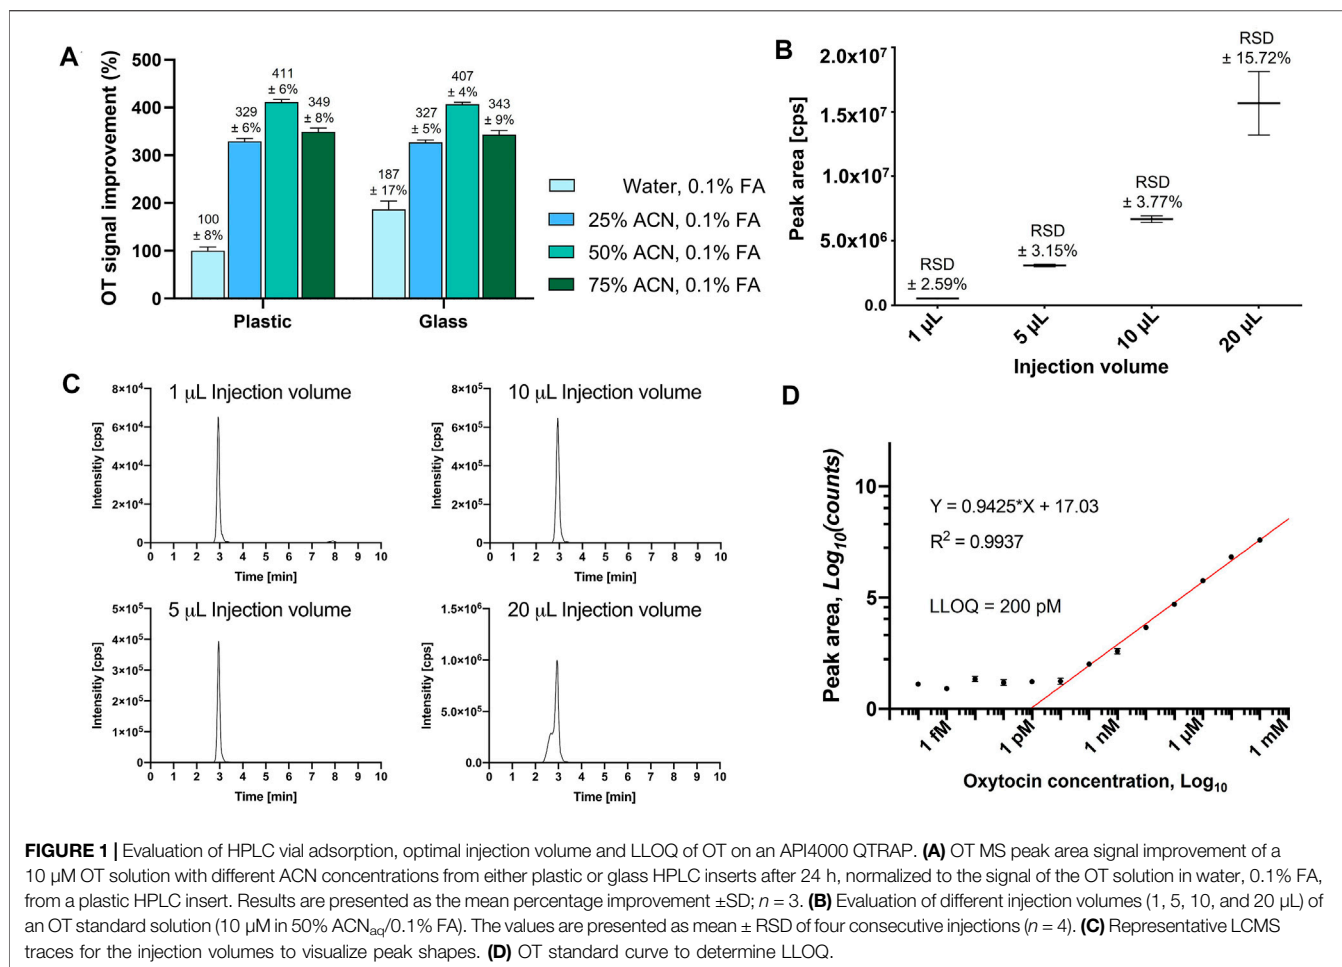 A
OT signal improvement (%)
500
400
300
200
100
0
100
± 8%
329
± 6%
411
± 6%
349
± 8%
187
± 17%
327
± 5%
407
± 4%
343
± 9%
Plastic
Glass
Water, 0.1% FA
25% ACN, 0.1% FA
50% ACN, 0.1% FA
75% ACN, 0.1% FA
B
Peak area [cps]
2.0x10⁷
1.5x10⁷
1.0x10⁷
5.0x10⁶
0.0
RSD
± 2.59%
RSD
± 3.15%
RSD
± 3.77%
RSD
± 15.72%
1 µL
5 µL
10 µL
20 µL
Injection volume
C
1 µL Injection volume
Intensitiy [cps]
8×10⁴
6×10⁴
4×10⁴
2×10⁴
0
0 1 2 3 4 5 6 7 8 9 10
Time [min]
10 µL Injection volume
Intensitiy [cps]
8×10⁵
6×10⁵
4×10⁵
2×10⁵
0
0 1 2 3 4 5 6 7 8 9 10
Time [min]
5 µL Injection volume
Intensitiy [cps]
5×10⁵
4×10⁵
3×10⁵
2×10⁵
1×10⁵
0
0 1 2 3 4 5 6 7 8 9 10
Time [min]
20 µL Injection volume
Intensitiy [cps]
1.5×10⁶
1.0×10⁶
5.0×10⁵
0.0
0 1 2 3 4 5 6 7 8 9 10
Time [min]
D
Peak area, Log₁₀(counts)
10
5
0
Y = 0.9425*X + 17.03
R² = 0.9937
LLOQ = 200 pM
1 fM
1 pM
1 nM
1 µM
1 mM
Oxytocin concentration, Log₁₀
FIGURE 1 | Evaluation of HPLC vial adsorption, optimal injection volume and LLOQ of OT on an API4000 QTRAP. (A) OT MS peak area signal improvement of a
10 µM OT solution with different ACN concentrations from either plastic or glass HPLC inserts after 24 h, normalized to the signal of the OT solution in water, 0.1% FA,
from a plastic HPLC insert. Results are presented as the mean percentage improvement ±SD; n = 3. (B) Evaluation of different injection volumes (1, 5, 10, and 20 µL) of
an OT standard solution (10 µM in 50% ACNaq/0.1% FA). The values are presented as mean ± RSD of four consecutive injections (n = 4). (C) Representative LCMS
traces for the injection volumes to visualize peak shapes. (D) OT standard curve to determine LLOQ.